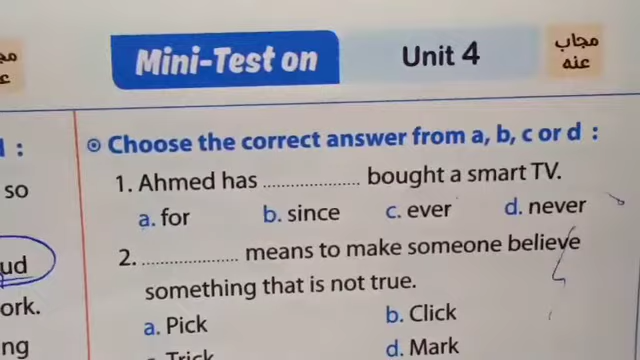 Mini-Test on Unit 4 مجاب عنه
Choose the correct answer from a, b, c or d :
1. Ahmed has .................... bought a smart TV.
a. for b. since c. ever d. never
2. .................... means to make someone believe
something that is not true.
a. Pick b. Click
Trick d. Mark
:
so
ud
ork.
ng